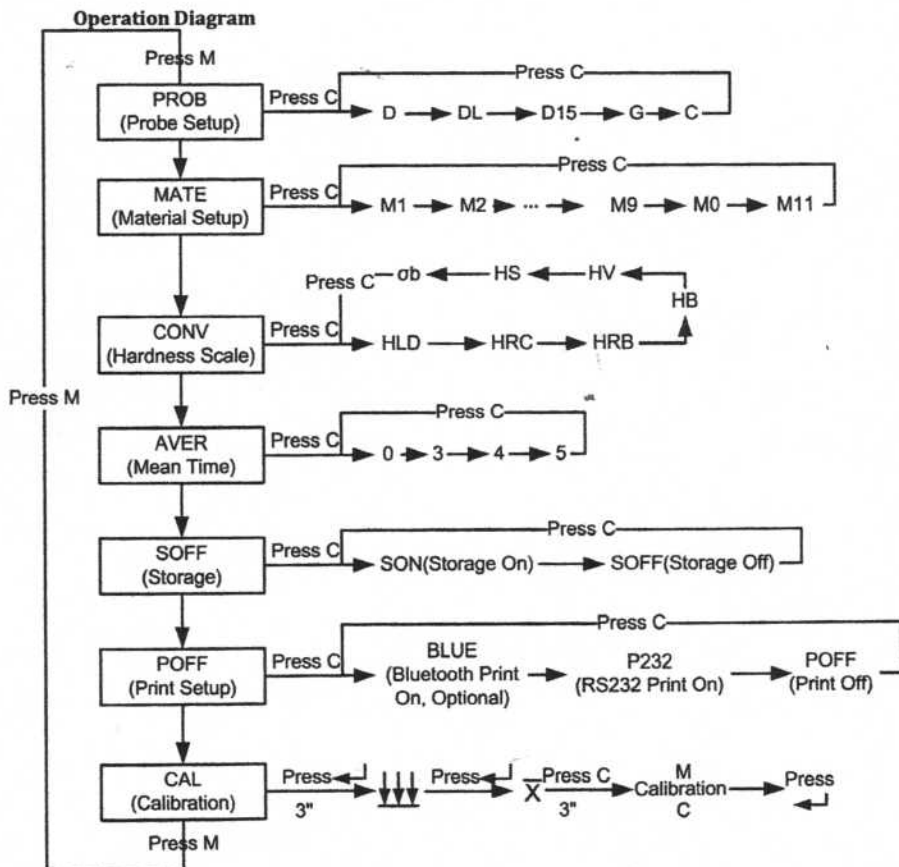 Operation Diagram
Press M
PROB
(Probe Setup)
Press C
Press C
D DL D15 G C
MATE
(Material Setup)
Press C
Press C
M1 M2 ... M9 M0 M11
CONV
(Hardness Scale)
Press C
Press C
σb HS HV
HB
HLD HRC HRB
Press M
AVER
(Mean Time)
Press C
Press C
0 3 4 5
SOFF
(Storage)
Press C
Press C
SON(Storage On) SOFF(Storage Off)
POFF
(Print Setup)
Press C
Press C
BLUE
(Bluetooth Print
On, Optional)
P232
(RS232 Print On)
POFF
(Print Off)
CAL
(Calibration)
Press
3"
Press
X̅
Press C
3"
M
Calibration
C
Press
Press M